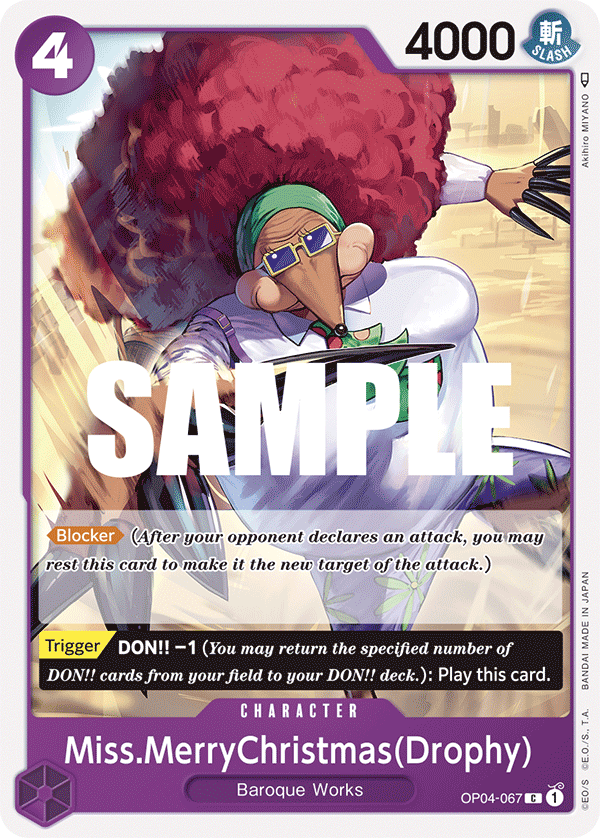 4
4000
斬
SLASH
Akihiro MIYANO
SAMPLE
Blocker (After your opponent declares an attack, you may
rest this card to make it the new target of the attack.)
Trigger DON!! −1 (You may return the specified number of
DON!! cards from your field to your DON!! deck.): Play this card.
CHARACTER
Miss.MerryChristmas(Drophy)
Baroque Works
OP04-067 C 1
©EO/S ©E.O./S., T.A. BANDAI MADE IN JAPAN